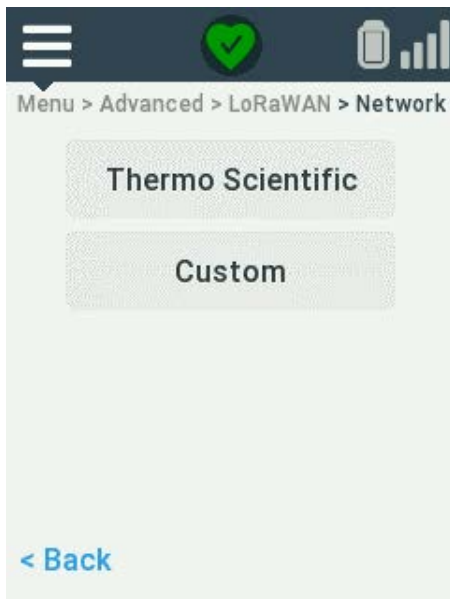 Menu > Advanced > LoRaWAN > Network
Thermo Scientific
Custom
< Back